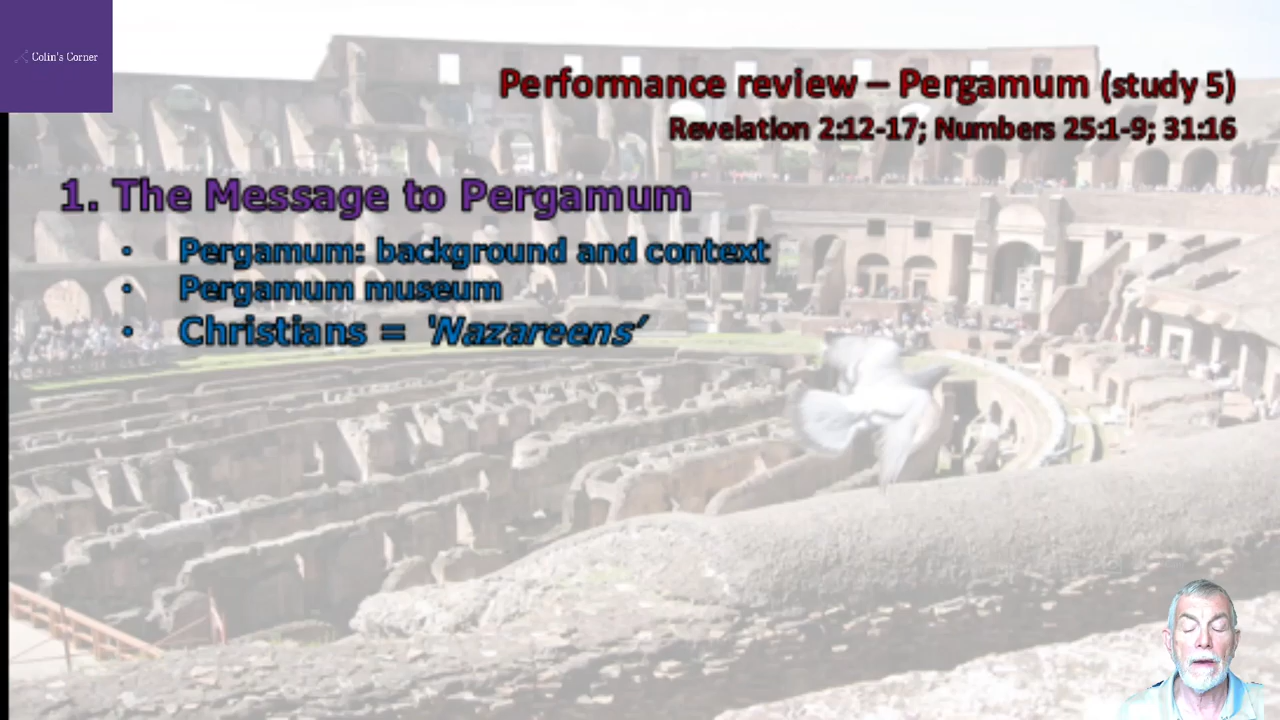 Colin's Corner
Performance review – Pergamum (study 5)
Revelation 2:12-17; Numbers 25:1-9; 31:16
1. The Message to Pergamum
• Pergamum: background and context
• Pergamum museum
• Christians = 'Nazareens'